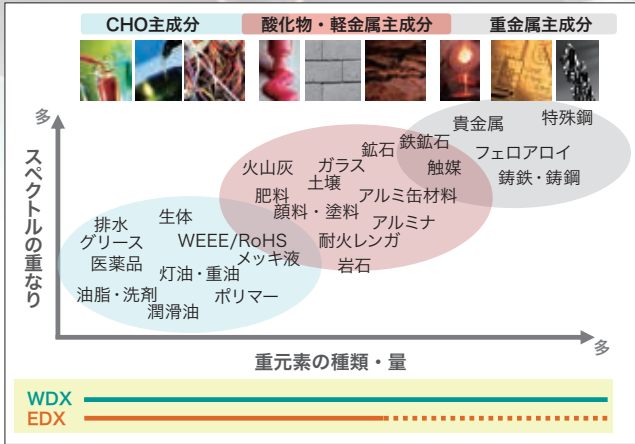 CHO主成分
酸化物・軽金属主成分
重金属主成分
多
スペクトルの重なり
貴金属
特殊鋼
鉱石
鉄鉱石
フェロアロイ
火山灰
ガラス
触媒
鋳鉄・鋳鋼
土壌
肥料
アルミ缶材料
顔料・塗料
アルミナ
排水
生体
グリース
WEEE/RoHS
耐火レンガ
医薬品
メッキ液
岩石
灯油・重油
油脂・洗剤
ポリマー
潤滑油
多
重元素の種類・量
WDX
EDX